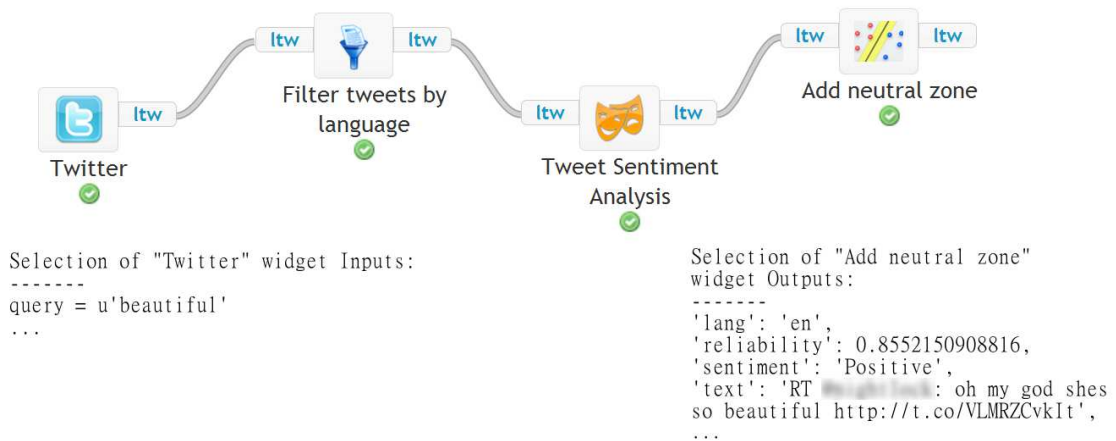 ltw
ltw
ltw
ltw
ltw
ltw
ltw
Filter tweets by
language
Add neutral zone
Twitter
Tweet Sentiment
Analysis
Selection of "Twitter" widget Inputs:
-------
query = u'beautiful'
...
Selection of "Add neutral zone"
widget Outputs:
-------
'lang': 'en',
'reliability': 0.8552150908816,
'sentiment': 'Positive',
'text': 'RT : oh my god shes
so beautiful http://t.co/VLMRZCvkIt',
...